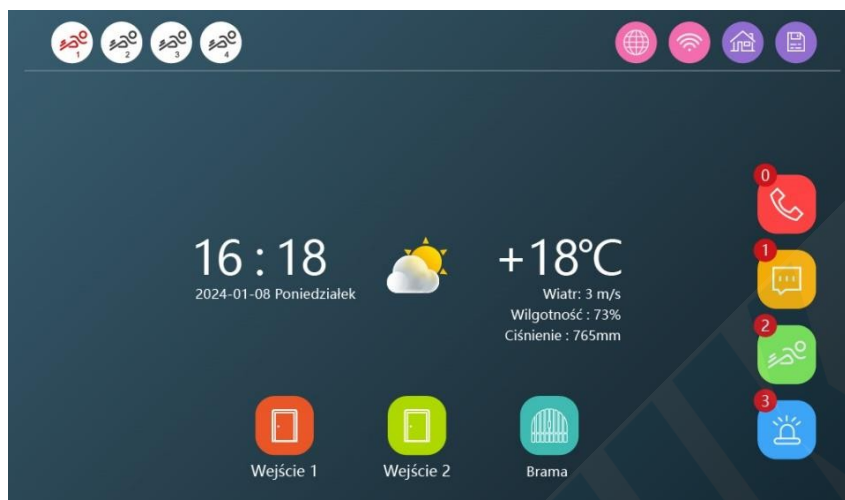 1
2
3
4
0
16 : 18
+18°C
1
2024-01-08 Poniedziałek
Wiatr: 3 m/s
Wilgotność : 73%
2
Ciśnienie : 765mm
3
Wejście 1
Wejście 2
Brama